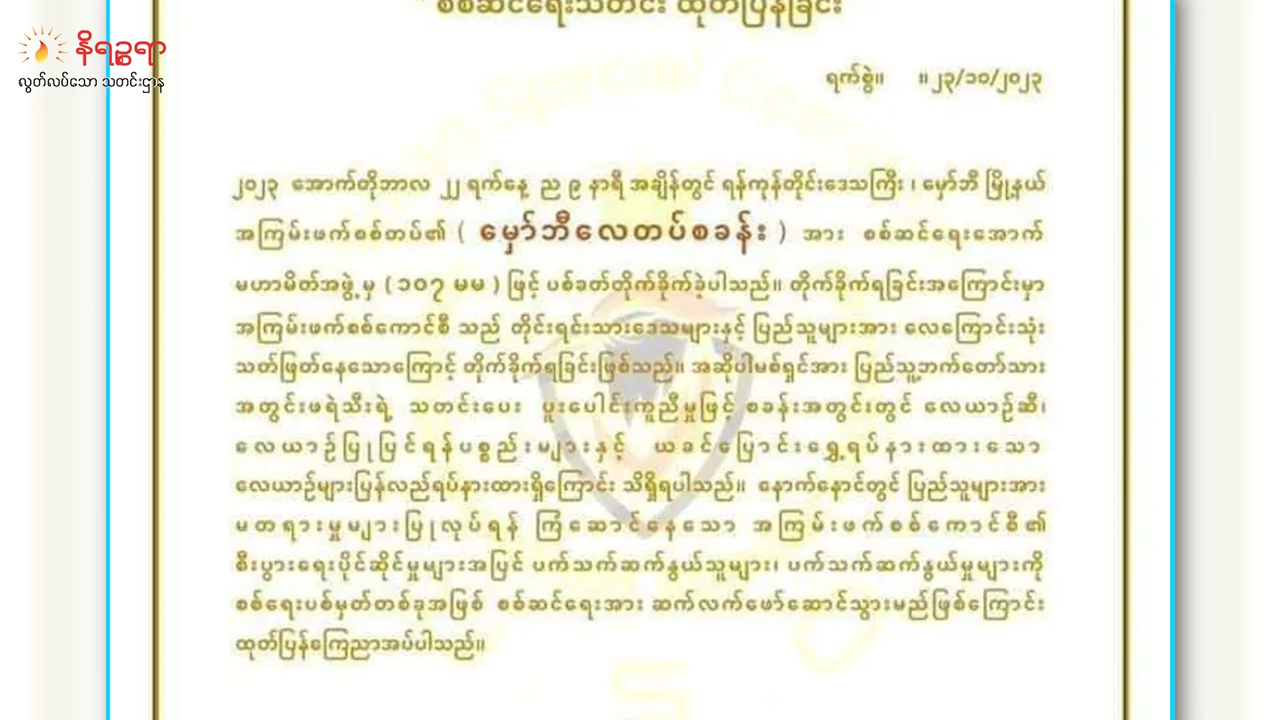 " စစ်ဆင်ရေးသတင်း ထုတ်ပြန်ခြင်း "
နိရဉ္စရာ
လွတ်လပ်သော သတင်းဌာန
ရက်စွဲ။ ။၂၃/၁၀/၂၀၂၃
၂၀၂၃ အောက်တိုဘာလ ၂၂ ရက်နေ့ ည ၉ နာရီ အချိန်တွင် ရန်ကုန်တိုင်းဒေသကြီး ၊ မှော်ဘီ မြို့နယ်
အကြမ်းဖက်စစ်တပ်၏ ( မှော်ဘီလေတပ်စခန်း ) အား စစ်ဆင်ရေးအောက်
မဟာမိတ်အဖွဲ့မှ ( ၁၀၇ မမ ) ဖြင့် ပစ်ခတ်တိုက်ခိုက်ခဲ့ပါသည်။ တိုက်ခိုက်ရခြင်းအကြောင်းမှာ
အကြမ်းဖက်စစ်ကောင်စီ သည် တိုင်းရင်းသားဒေသများနှင့် ပြည်သူများအား လေကြောင်းသုံး
သတ်ဖြတ်နေသောကြောင့် တိုက်ခိုက်ရခြင်းဖြစ်သည်။ အဆိုပါမစ်ရှင်အား ပြည်သူ့ဘက်တော်သား
အတွင်းဖရဲသီးရဲ့ သတင်းပေး ပူးပေါင်းကူညီမှုဖြင့် စခန်းအတွင်းတွင် လေယာဉ်ဆီ၊
လေယာဉ်ပြုပြင်ရန်ပစ္စည်းများနှင့် ယခင်ပြောင်းရွှေ့ရပ်နားထားသော
လေယာဉ်များပြန်လည်ရပ်နားထားရှိကြောင်း သိရှိရပါသည်။ နောက်နောင်တွင် ပြည်သူများအား
မတရားမှုများပြုလုပ်ရန် ကြံဆောင်နေသော အကြမ်းဖက်စစ်ကောင်စီ၏
စီးပွားရေးပိုင်ဆိုင်မှုများအပြင် ပက်သက်ဆက်နွယ်သူများ၊ ပက်သက်ဆက်နွယ်မှုများကို
စစ်ရေးပစ်မှတ်တစ်ခုအဖြစ် စစ်ဆင်ရေးအား ဆက်လက်ဖော်ဆောင်သွားမည်ဖြစ်ကြောင်း
ထုတ်ပြန်ကြေညာအပ်ပါသည်။